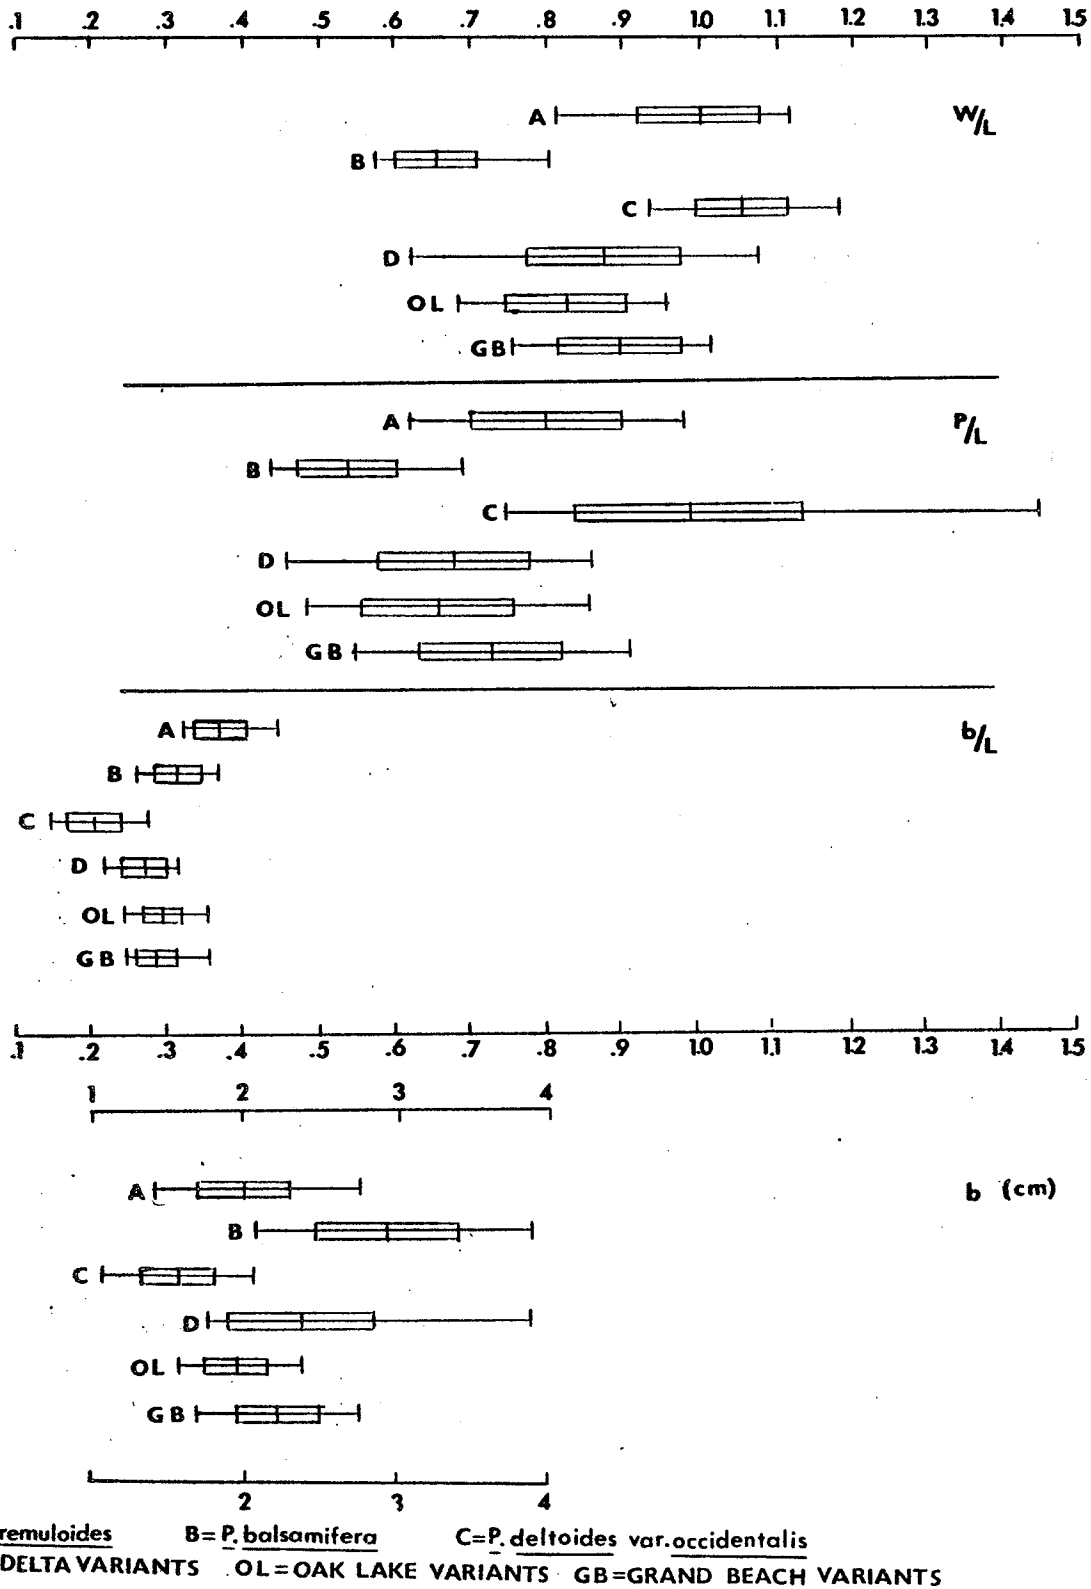 .1 .2 .3 .4 .5 .6 .7 .8 .9 1.0 1.1 1.2 1.3 1.4 1.5
A W/L
B
C
D
OL
GB
A P/L
B
C
D
OL
GB
A b/L
B
C
D
OL
GB
.1 .2 .3 .4 .5 .6 .7 .8 .9 1.0 1.1 1.2 1.3 1.4 1.5
1 2 3 4
A b (cm)
B
C
D
OL
GB
2 3 4
remuloides B=P. balsamifera C=P. deltoides var. occidentalis
DELTA VARIANTS OL=OAK LAKE VARIANTS GB=GRAND BEACH VARIANTS